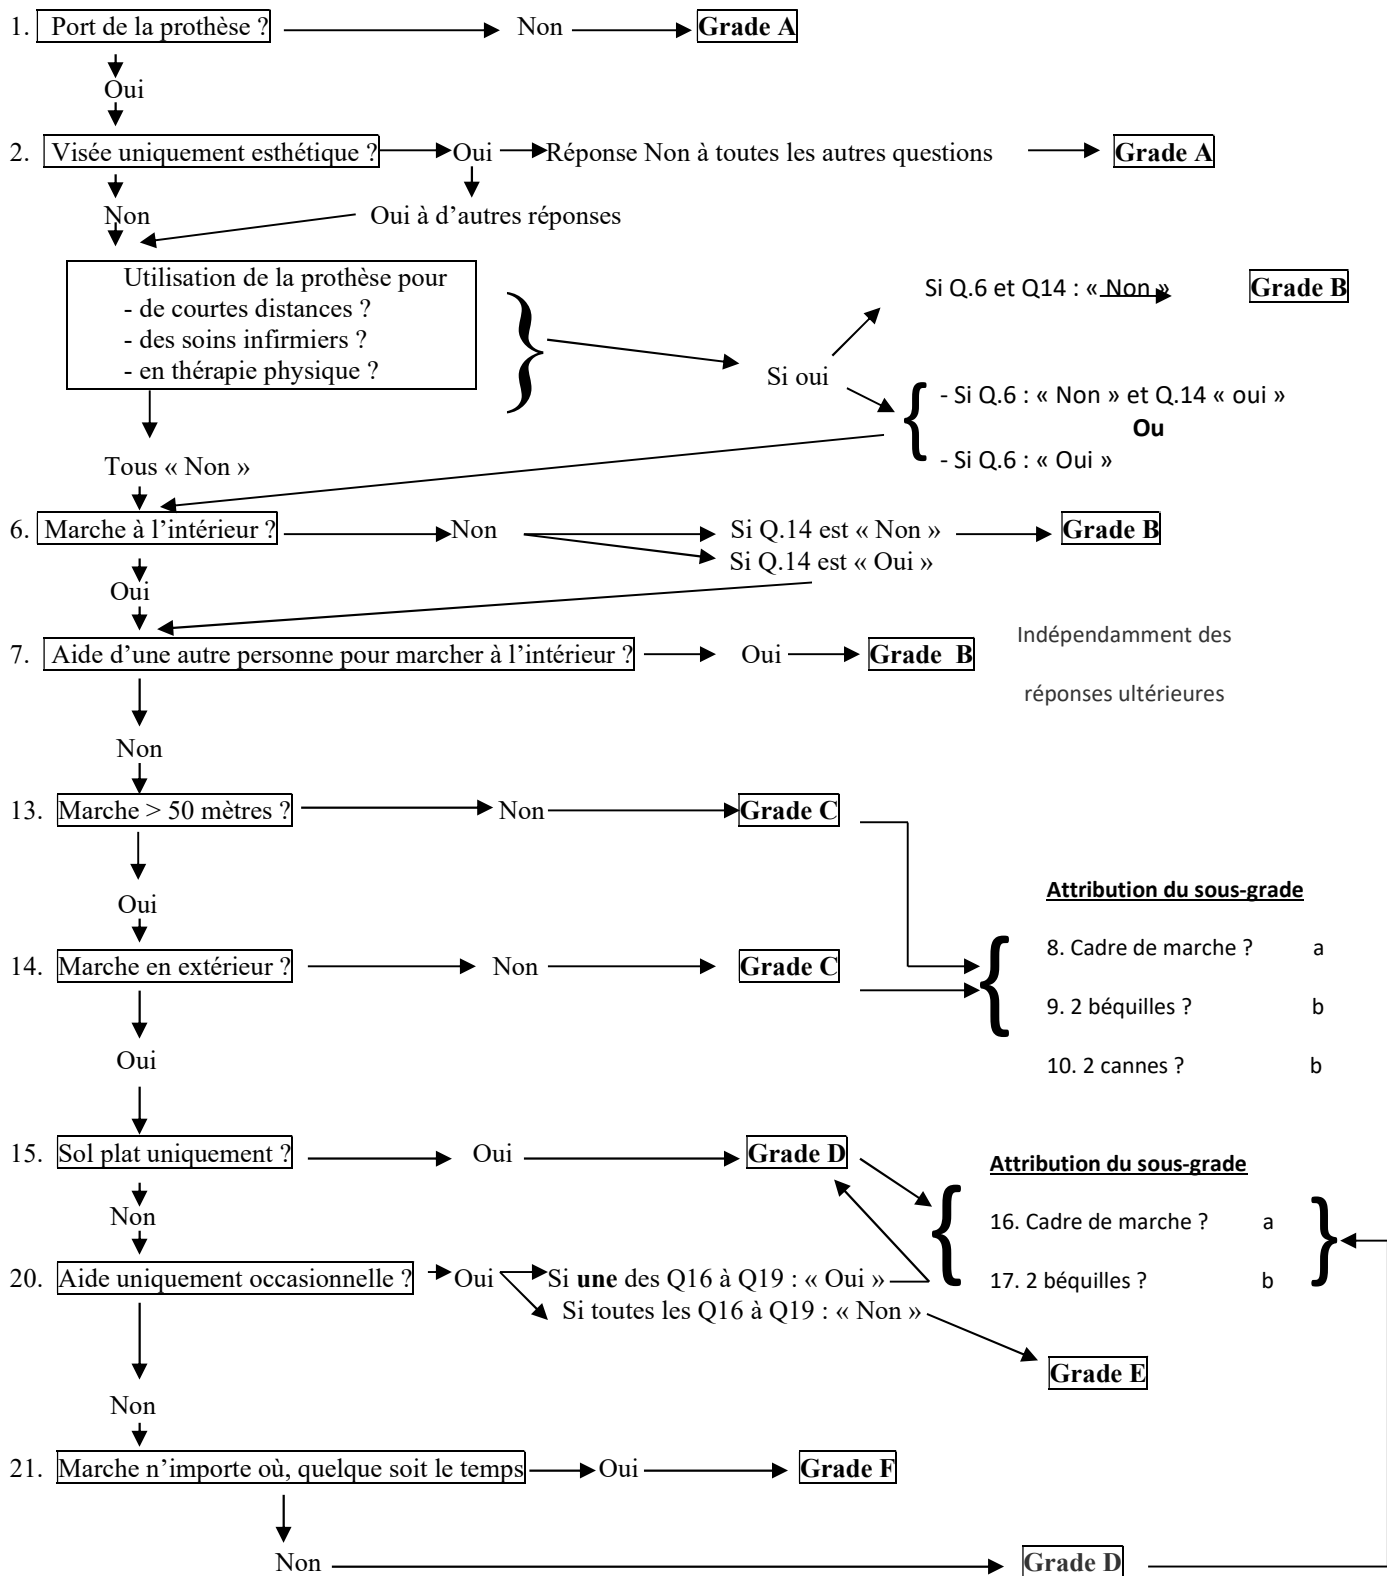 1. Port de la prothèse ? Non Grade A
Oui
2. Visée uniquement esthétique ? Oui Réponse Non à toutes les autres questions Grade A
Non Oui à d’autres réponses
Utilisation de la prothèse pour
- de courtes distances ?
- des soins infirmiers ?
- en thérapie physique ?
Si Q.6 et Q14 : « Non » Grade B
Si oui
- Si Q.6 : « Non » et Q.14 « oui »
Ou
- Si Q.6 : « Oui »
Tous « Non »
6. Marche à l’intérieur ? Non Si Q.14 est « Non » Grade B
Si Q.14 est « Oui »
Oui
7. Aide d’une autre personne pour marcher à l’intérieur ? Oui Grade B
Indépendamment des
réponses ultérieures
Non
13. Marche > 50 mètres ? Non Grade C
Oui
14. Marche en extérieur ? Non Grade C
Attribution du sous-grade
8. Cadre de marche ? a
9. 2 béquilles ? b
10. 2 cannes ? b
Oui
15. Sol plat uniquement ? Oui Grade D
Attribution du sous-grade
16. Cadre de marche ? a
17. 2 béquilles ? b
Non
20. Aide uniquement occasionnelle ? Oui Si une des Q16 à Q19 : « Oui »
Si toutes les Q16 à Q19 : « Non »
Grade E
Non
21. Marche n’importe où, quelque soit le temps Oui Grade F
Non Grade D